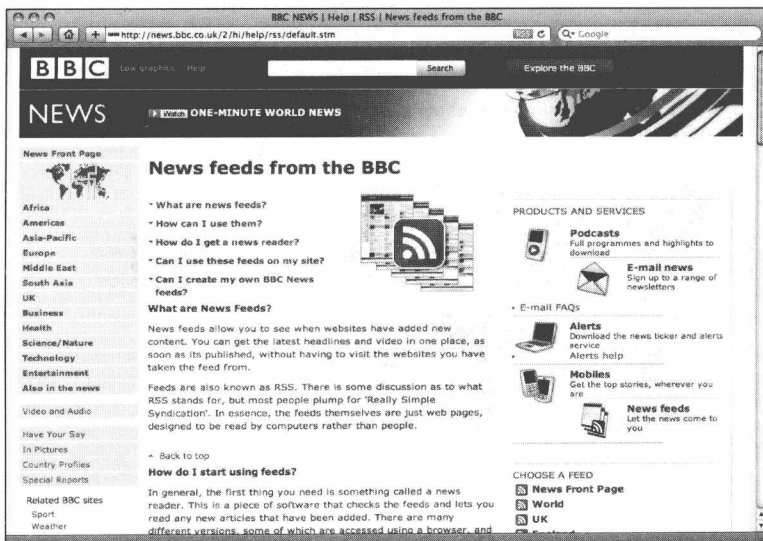 BBC NEWS | Help | RSS | News feeds from the BBC
http://news.bbc.co.uk/2/hi/help/rss/default.stm
RSS
Google
BBC
Low graphics Help
Search
Explore the BBC
NEWS
Watch ONE-MINUTE WORLD NEWS
News Front Page
Africa
Americas
Asia-Pacific
Europe
Middle East
South Asia
UK
Business
Health
Science/Nature
Technology
Entertainment
Also in the news
Video and Audio
Have Your Say
In Pictures
Country Profiles
Special Reports
Related BBC sites
Sport
Weather
News feeds from the BBC
What are news feeds?
How can I use them?
How do I get a news reader?
Can I use these feeds on my site?
Can I create my own BBC News
feeds?
What are News Feeds?
News feeds allow you to see when websites have added new
content. You can get the latest headlines and video in one place, as
soon as its published, without having to visit the websites you have
taken the feed from.
Feeds are also known as RSS. There is some discussion as to what
RSS stands for, but most people plump for 'Really Simple
Syndication'. In essence, the feeds themselves are just web pages,
designed to be read by computers rather than people.
Back to top
How do I start using feeds?
In general, the first thing you need is something called a news
reader. This is a piece of software that checks the feeds and lets you
read any new articles that have been added. There are many
different versions, some of which are accessed using a browser, and
PRODUCTS AND SERVICES
Podcasts
Full programmes and highlights to
download
E-mail news
Sign up to a range of
newsletters
E-mail FAQs
Alerts
Download the news ticker and alerts
service
Alerts help
Mobiles
Get the top stories, wherever you
are
News feeds
Let the news come to
you
CHOOSE A FEED
News Front Page
World
UK
England